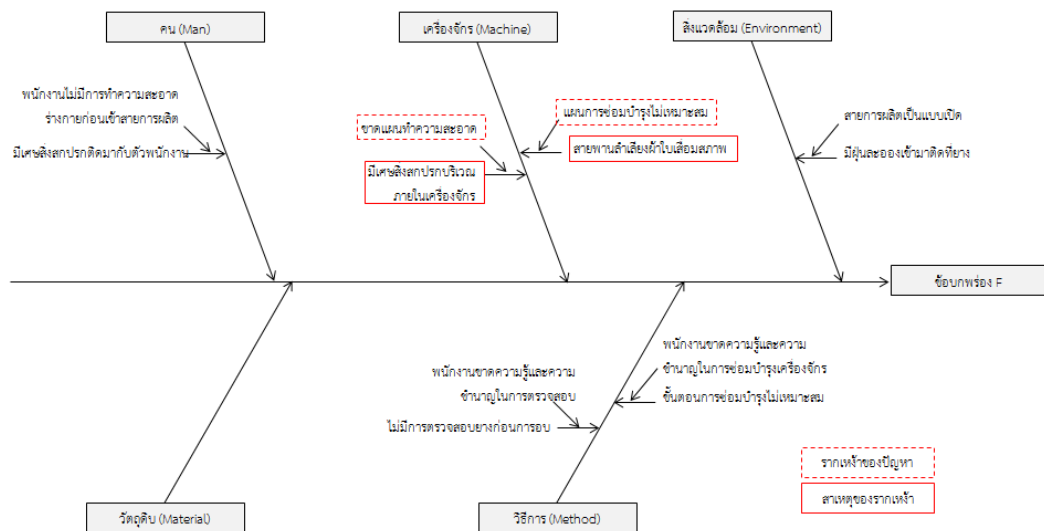 คน (Man)
เครื่องจักร (Machine)
สิ่งแวดล้อม (Environment)
พนักงานไม่มีการทำความสะอาด
ร่างกายก่อนเข้าสายการผลิต
มีเศษสิ่งสกปรกติดมากับตัวพนักงาน
ขาดแผนทำความสะอาด
มีเศษสิ่งสกปรกบริเวณ
ภายในเครื่องจักร
แผนการซ่อมบำรุงไม่เหมาะสม
สายพานลำเลียงผ้าใบเสื่อมสภาพ
สายการผลิตเป็นแบบเปิด
มีฝุ่นละอองเข้ามาติดที่ยาง
ข้อบกพร่อง F
พนักงานขาดความรู้และความ
ชำนาญในการตรวจสอบ
ไม่มีการตรวจสอบยางก่อนการอบ
พนักงานขาดความรู้และความ
ชำนาญในการซ่อมบำรุงเครื่องจักร
ขั้นตอนการซ่อมบำรุงไม่เหมาะสม
รากเหง้าของปัญหา
สาเหตุของรากเหง้า
วัตถุดิบ (Material)
วิธีการ (Method)